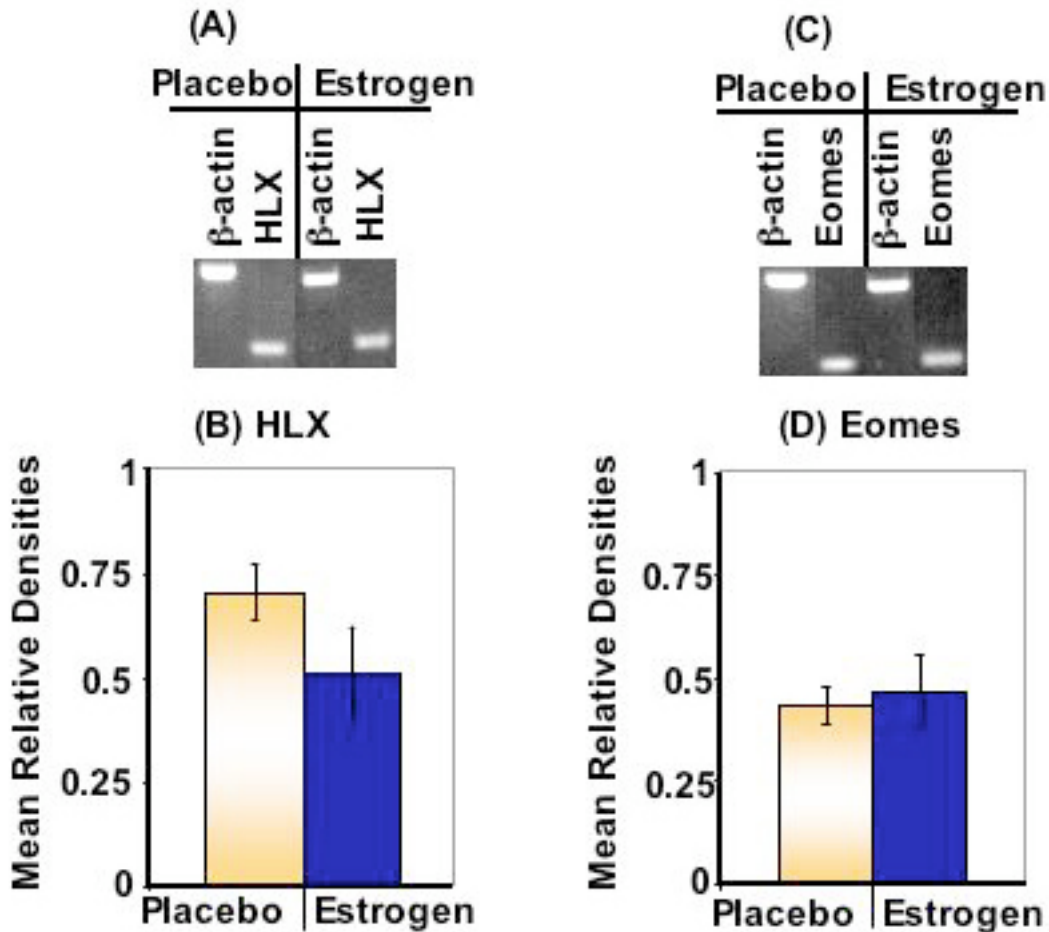 (A)
Placebo Estrogen
β-actin HLX β-actin HLX
(B) HLX
Mean Relative Densities
1
0.75
0.5
0.25
0
Placebo Estrogen
(C)
Placebo Estrogen
β-actin Eomes β-actin Eomes
(D) Eomes
Mean Relative Densities
1
0.75
0.5
0.25
0
Placebo Estrogen